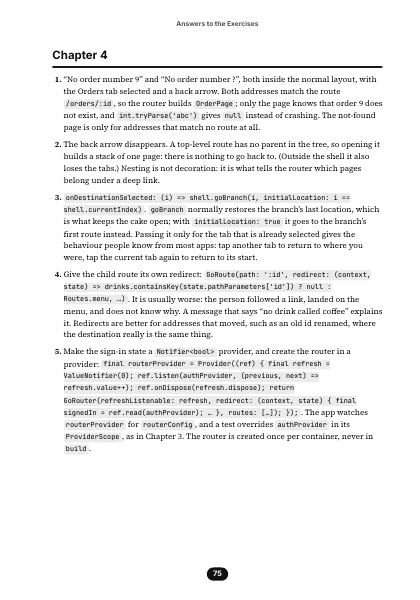 Answers to the Exercises
Chapter 4
1. “No order number 9” and “No order number ?”, both inside the normal layout, with
the Orders tab selected and a back arrow. Both addresses match the route
/orders/:id, so the router builds OrderPage; only the page knows that order 9 does
not exist, and int.tryParse('abc') gives null instead of crashing. The not-found
page is only for addresses that match no route at all.
2. The back arrow disappears. A top-level route has no parent in the tree, so opening it
builds a stack of one page: there is nothing to go back to. (Outside the shell it also
loses the tabs.) Nesting is not decoration: it is what tells the router which pages
belong under a deep link.
3. onDestinationSelected: (i) => shell.goBranch(i, initialLocation: i ==
shell.currentIndex). goBranch normally restores the branch’s last location, which
is what keeps the cake open; with initialLocation: true it goes to the branch’s
first route instead. Passing it only for the tab that is already selected gives the
behaviour people know from most apps: tap another tab to return to where you
were, tap the current tab again to return to its start.
4. Give the child route its own redirect: GoRoute(path: ':id', redirect: (context,
state) => drinks.containsKey(state.pathParameters['id']) ? null :
Routes.menu, …). It is usually worse: the person followed a link, landed on the
menu, and does not know why. A message that says “no drink called coffee” explains
it. Redirects are better for addresses that moved, such as an old id renamed, where
the destination really is the same thing.
5. Make the sign-in state a Notifier<bool> provider, and create the router in a
provider: final routerProvider = Provider((ref) { final refresh =
ValueNotifier(0); ref.listen(authProvider, (previous, next) =>
refresh.value++); ref.onDispose(refresh.dispose); return
GoRouter(refreshListenable: refresh, redirect: (context, state) { final
signedIn = ref.read(authProvider); … }, routes: […]); });. The app watches
routerProvider for routerConfig, and a test overrides authProvider in its
ProviderScope, as in Chapter 3. The router is created once per container, never in
build.
75